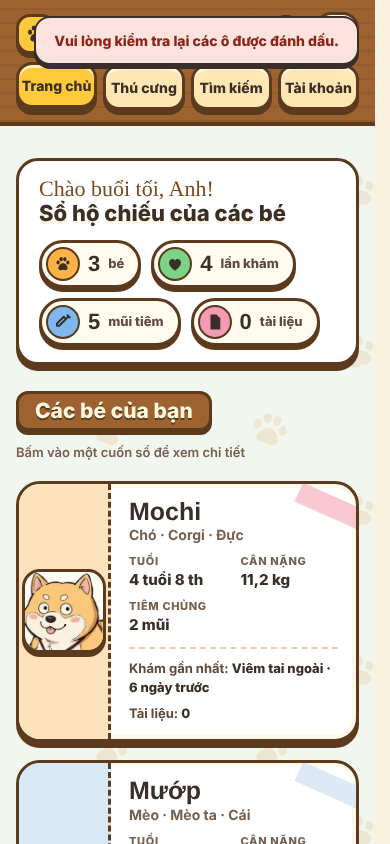 Vui lòng kiểm tra lại các ô được đánh dấu.
Trang chủ
Thú cưng
Tìm kiếm
Tài khoản
Chào buổi tối, Anh!
Sổ hộ chiếu của các bé
3 bé
4 lần khám
5 mũi tiêm
0 tài liệu
Các bé của bạn
Bấm vào một cuốn sổ để xem chi tiết
Mochi
Chó · Corgi · Đực
TUỔI
CÂN NẶNG
4 tuổi 8 th
11,2 kg
TIÊM CHỦNG
2 mũi
Khám gần nhất: Viêm tai ngoài ·
6 ngày trước
Tài liệu: 0
Mướp
Mèo · Mèo ta · Cái
TUỔI
CÂN NẶNG